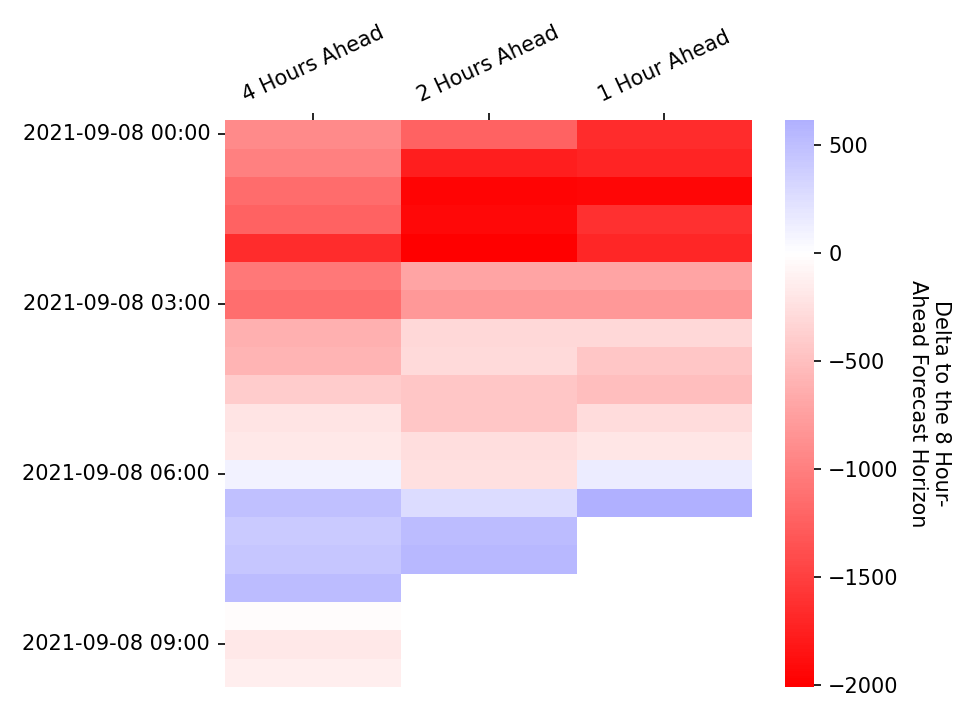 4 Hours Ahead
2 Hours Ahead
1 Hour Ahead
2021-09-08 00:00
2021-09-08 03:00
2021-09-08 06:00
2021-09-08 09:00
500
0
−500
−1000
−1500
−2000
Delta to the 8 Hour-
Ahead Forecast Horizon